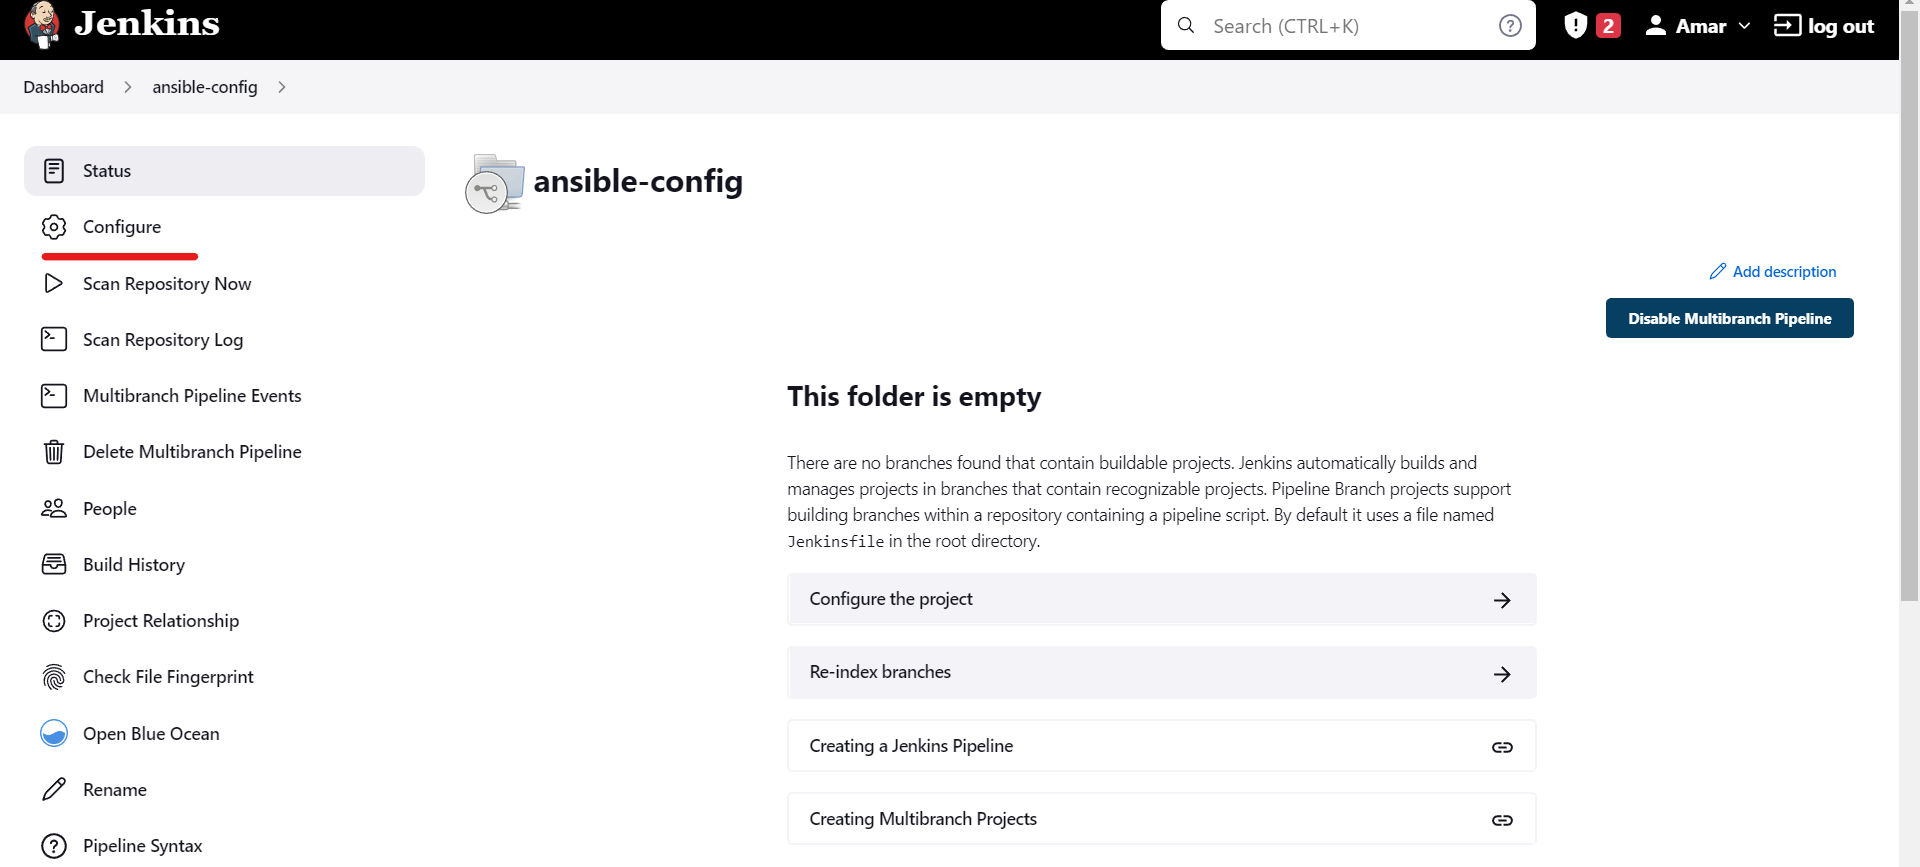 Jenkins
Search (CTRL+K)
2
Amar
log out
Dashboard
ansible-config
Status
Configure
Scan Repository Now
Scan Repository Log
Multibranch Pipeline Events
Delete Multibranch Pipeline
People
Build History
Project Relationship
Check File Fingerprint
Open Blue Ocean
Rename
Pipeline Syntax
ansible-config
Add description
Disable Multibranch Pipeline
This folder is empty
There are no branches found that contain buildable projects. Jenkins automatically builds and
manages projects in branches that contain recognizable projects. Pipeline Branch projects support
building branches within a repository containing a pipeline script. By default it uses a file named
Jenkinsfile in the root directory.
Configure the project
Re-index branches
Creating a Jenkins Pipeline
Creating Multibranch Projects